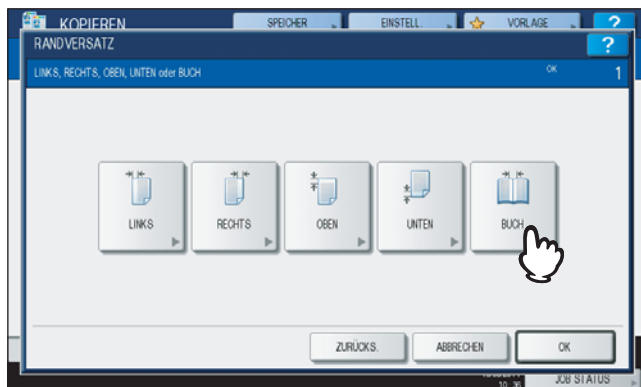 KOPIEREN SPEICHER EINSTELL. VORLAGE ?
RANDVERSATZ ?
LINKS, RECHTS, OBEN, UNTEN oder BUCH OK 1
LINKS RECHTS OBEN UNTEN BUCH
ZURÜCKS. ABBRECHEN OK
JOB STATUS